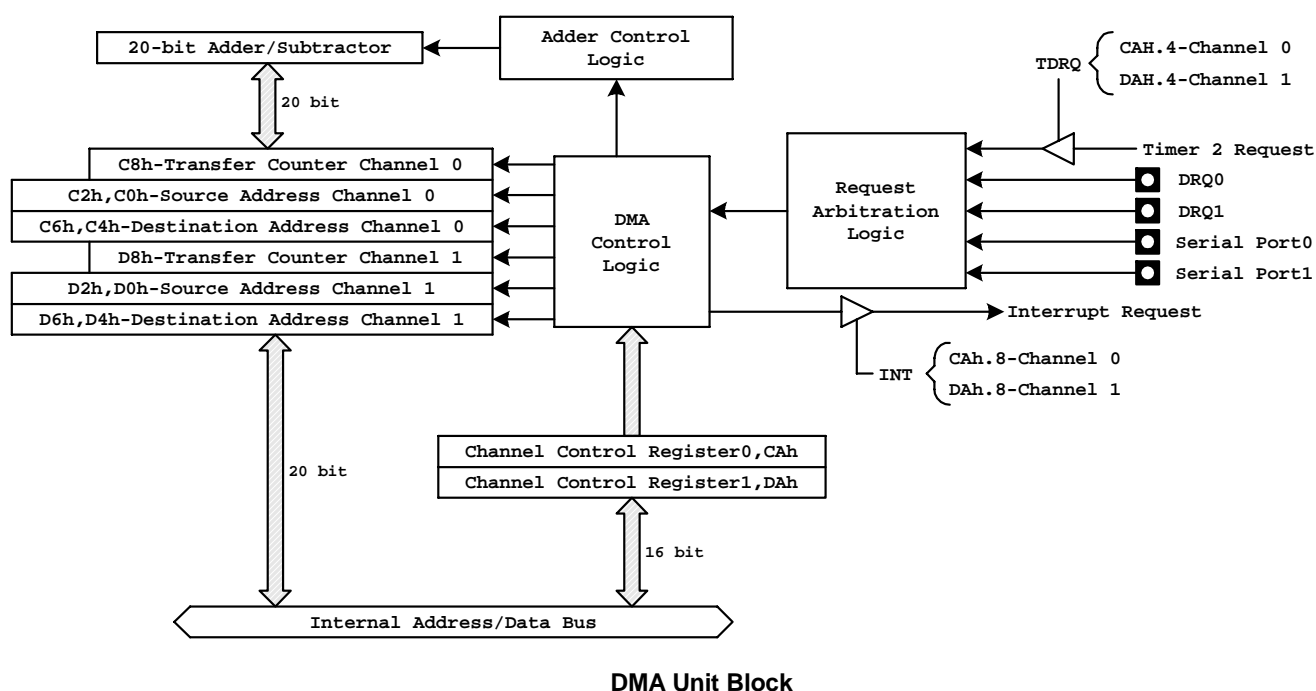 20-bit Adder/Subtractor
Adder Control
Logic
20 bit
TDRQ
CAH.4-Channel 0
DAH.4-Channel 1
C8h-Transfer Counter Channel 0
C2h,C0h-Source Address Channel 0
C6h,C4h-Destination Address Channel 0
D8h-Transfer Counter Channel 1
D2h,D0h-Source Address Channel 1
D6h,D4h-Destination Address Channel 1
DMA
Control
Logic
Request
Arbitration
Logic
Timer 2 Request
DRQ0
DRQ1
Serial Port0
Serial Port1
Interrupt Request
INT
CAh.8-Channel 0
DAh.8-Channel 1
Channel Control Register0,CAh
Channel Control Register1,DAh
20 bit
16 bit
Internal Address/Data Bus
DMA Unit Block